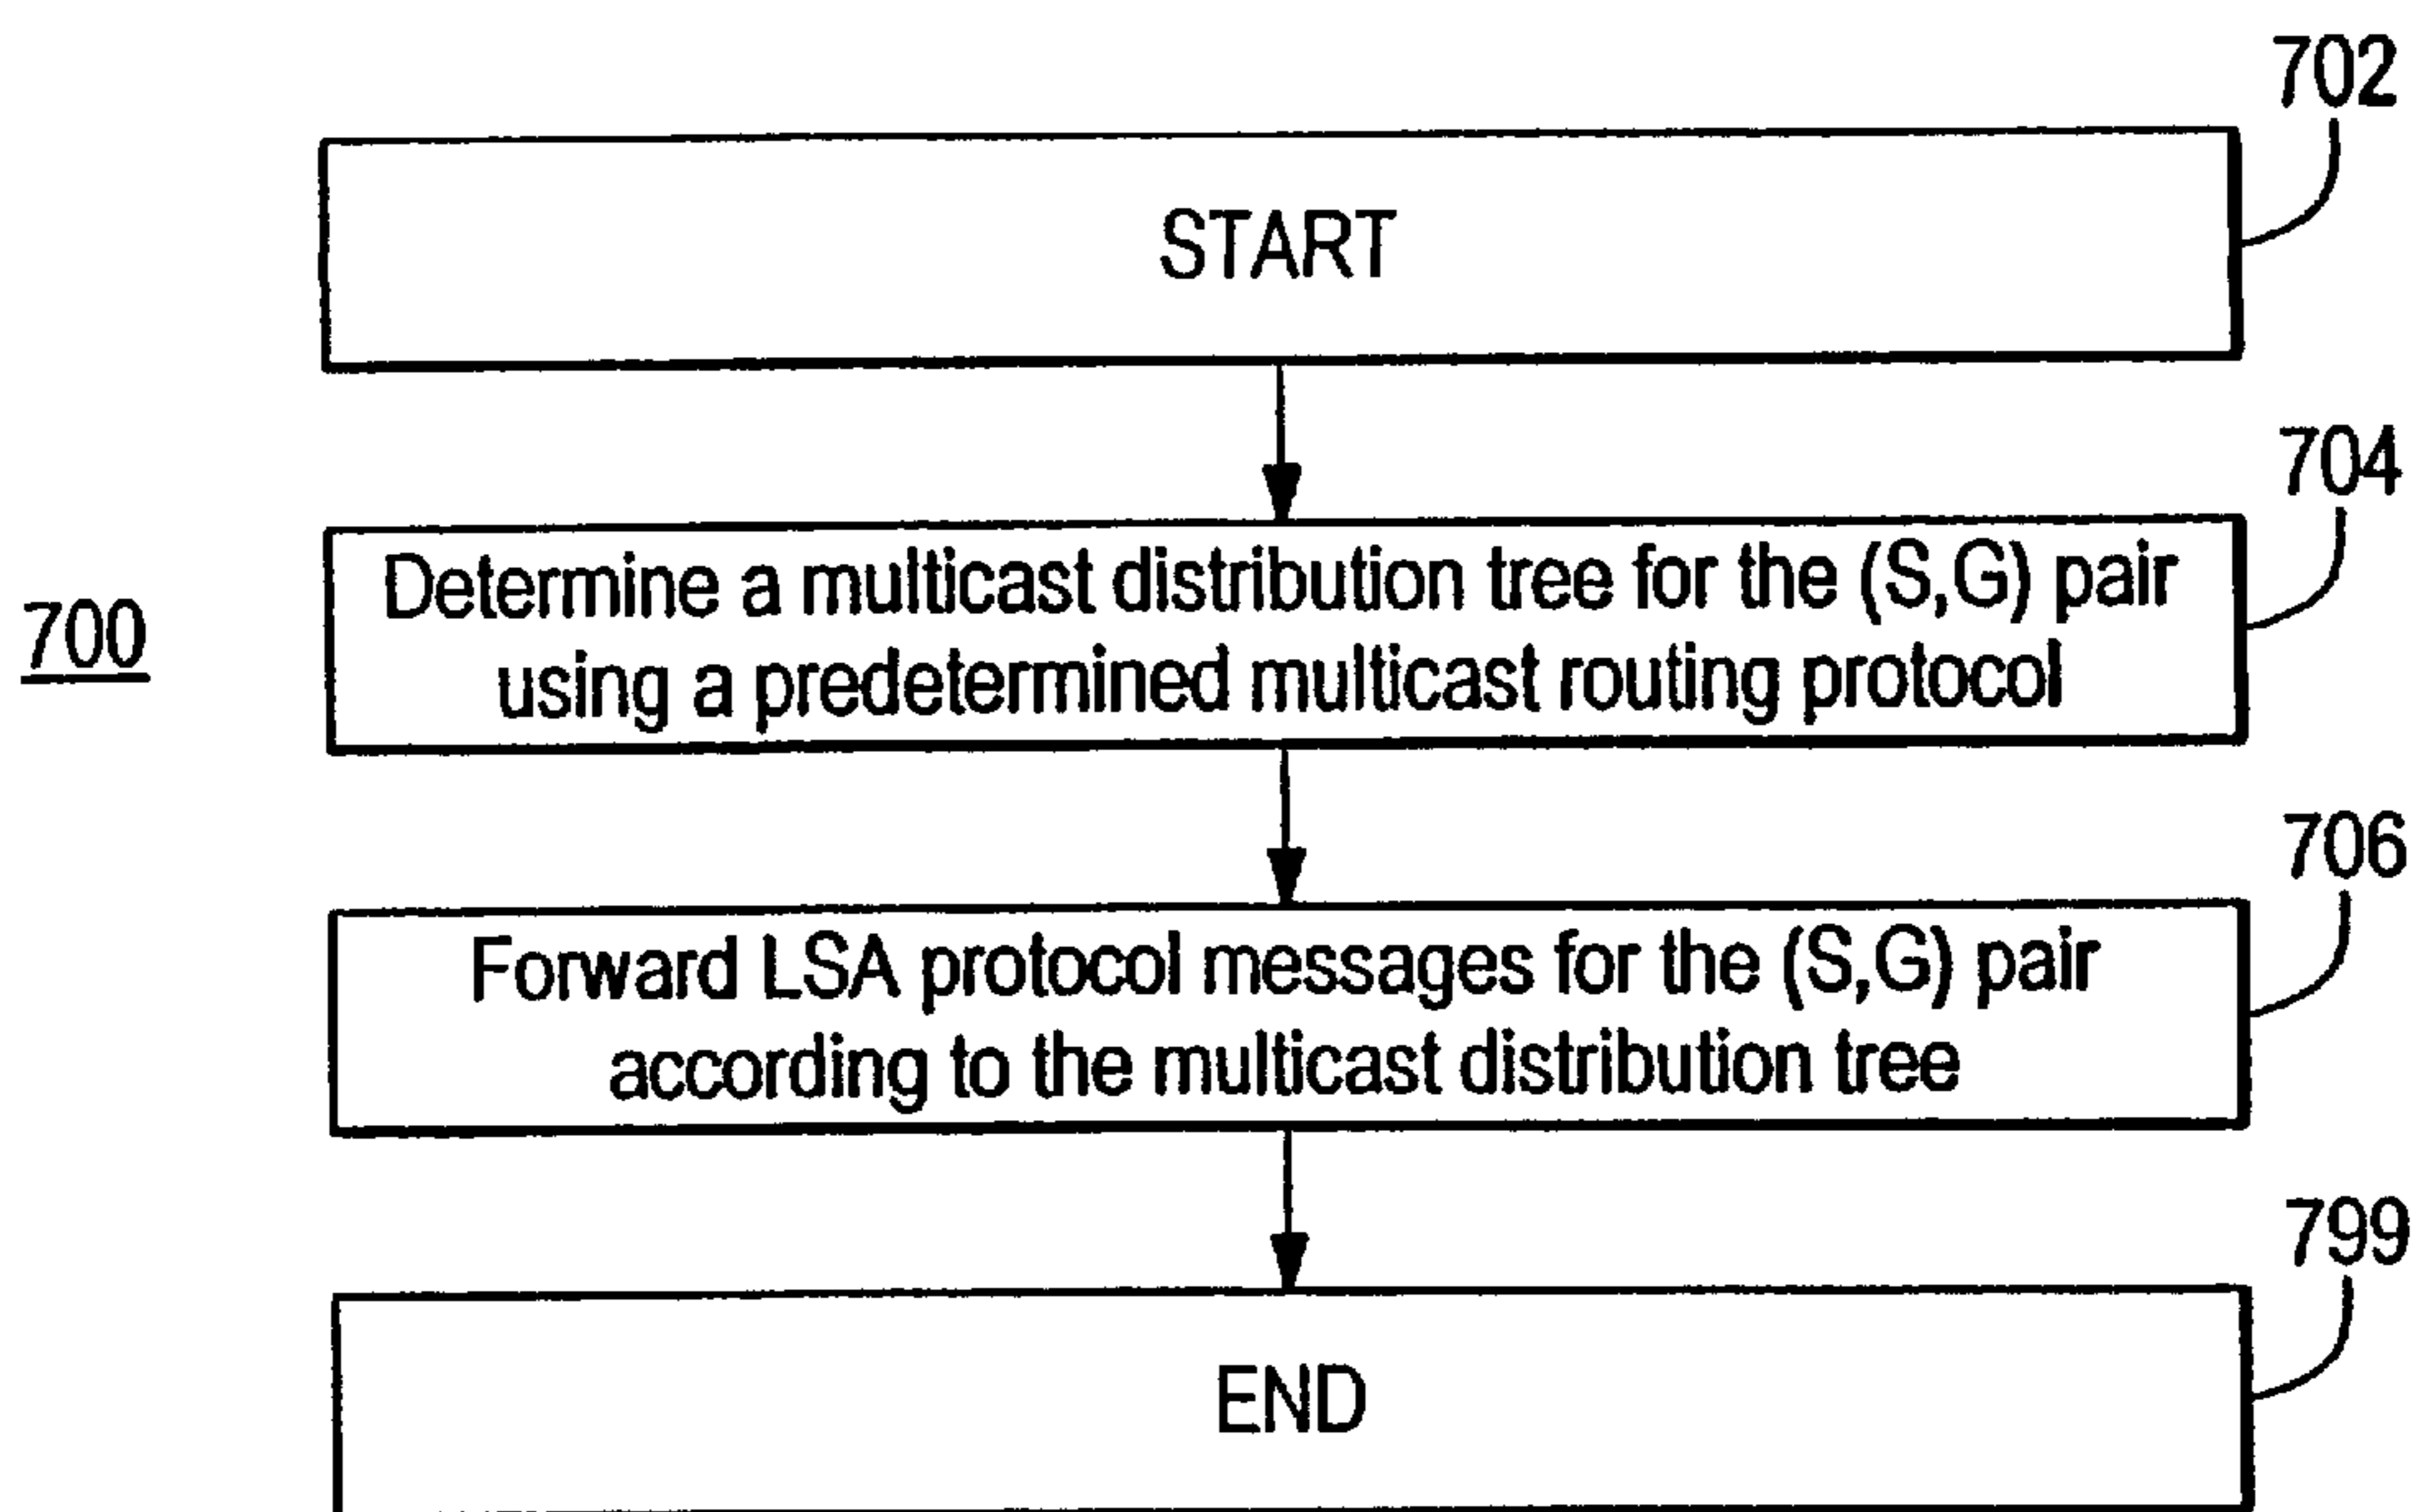 702
START
704
Determine a multicast distribution tree for the (S,G) pair
using a predetermined multicast routing protocol
700
706
Forward LSA protocol messages for the (S,G) pair
according to the multicast distribution tree
799
END